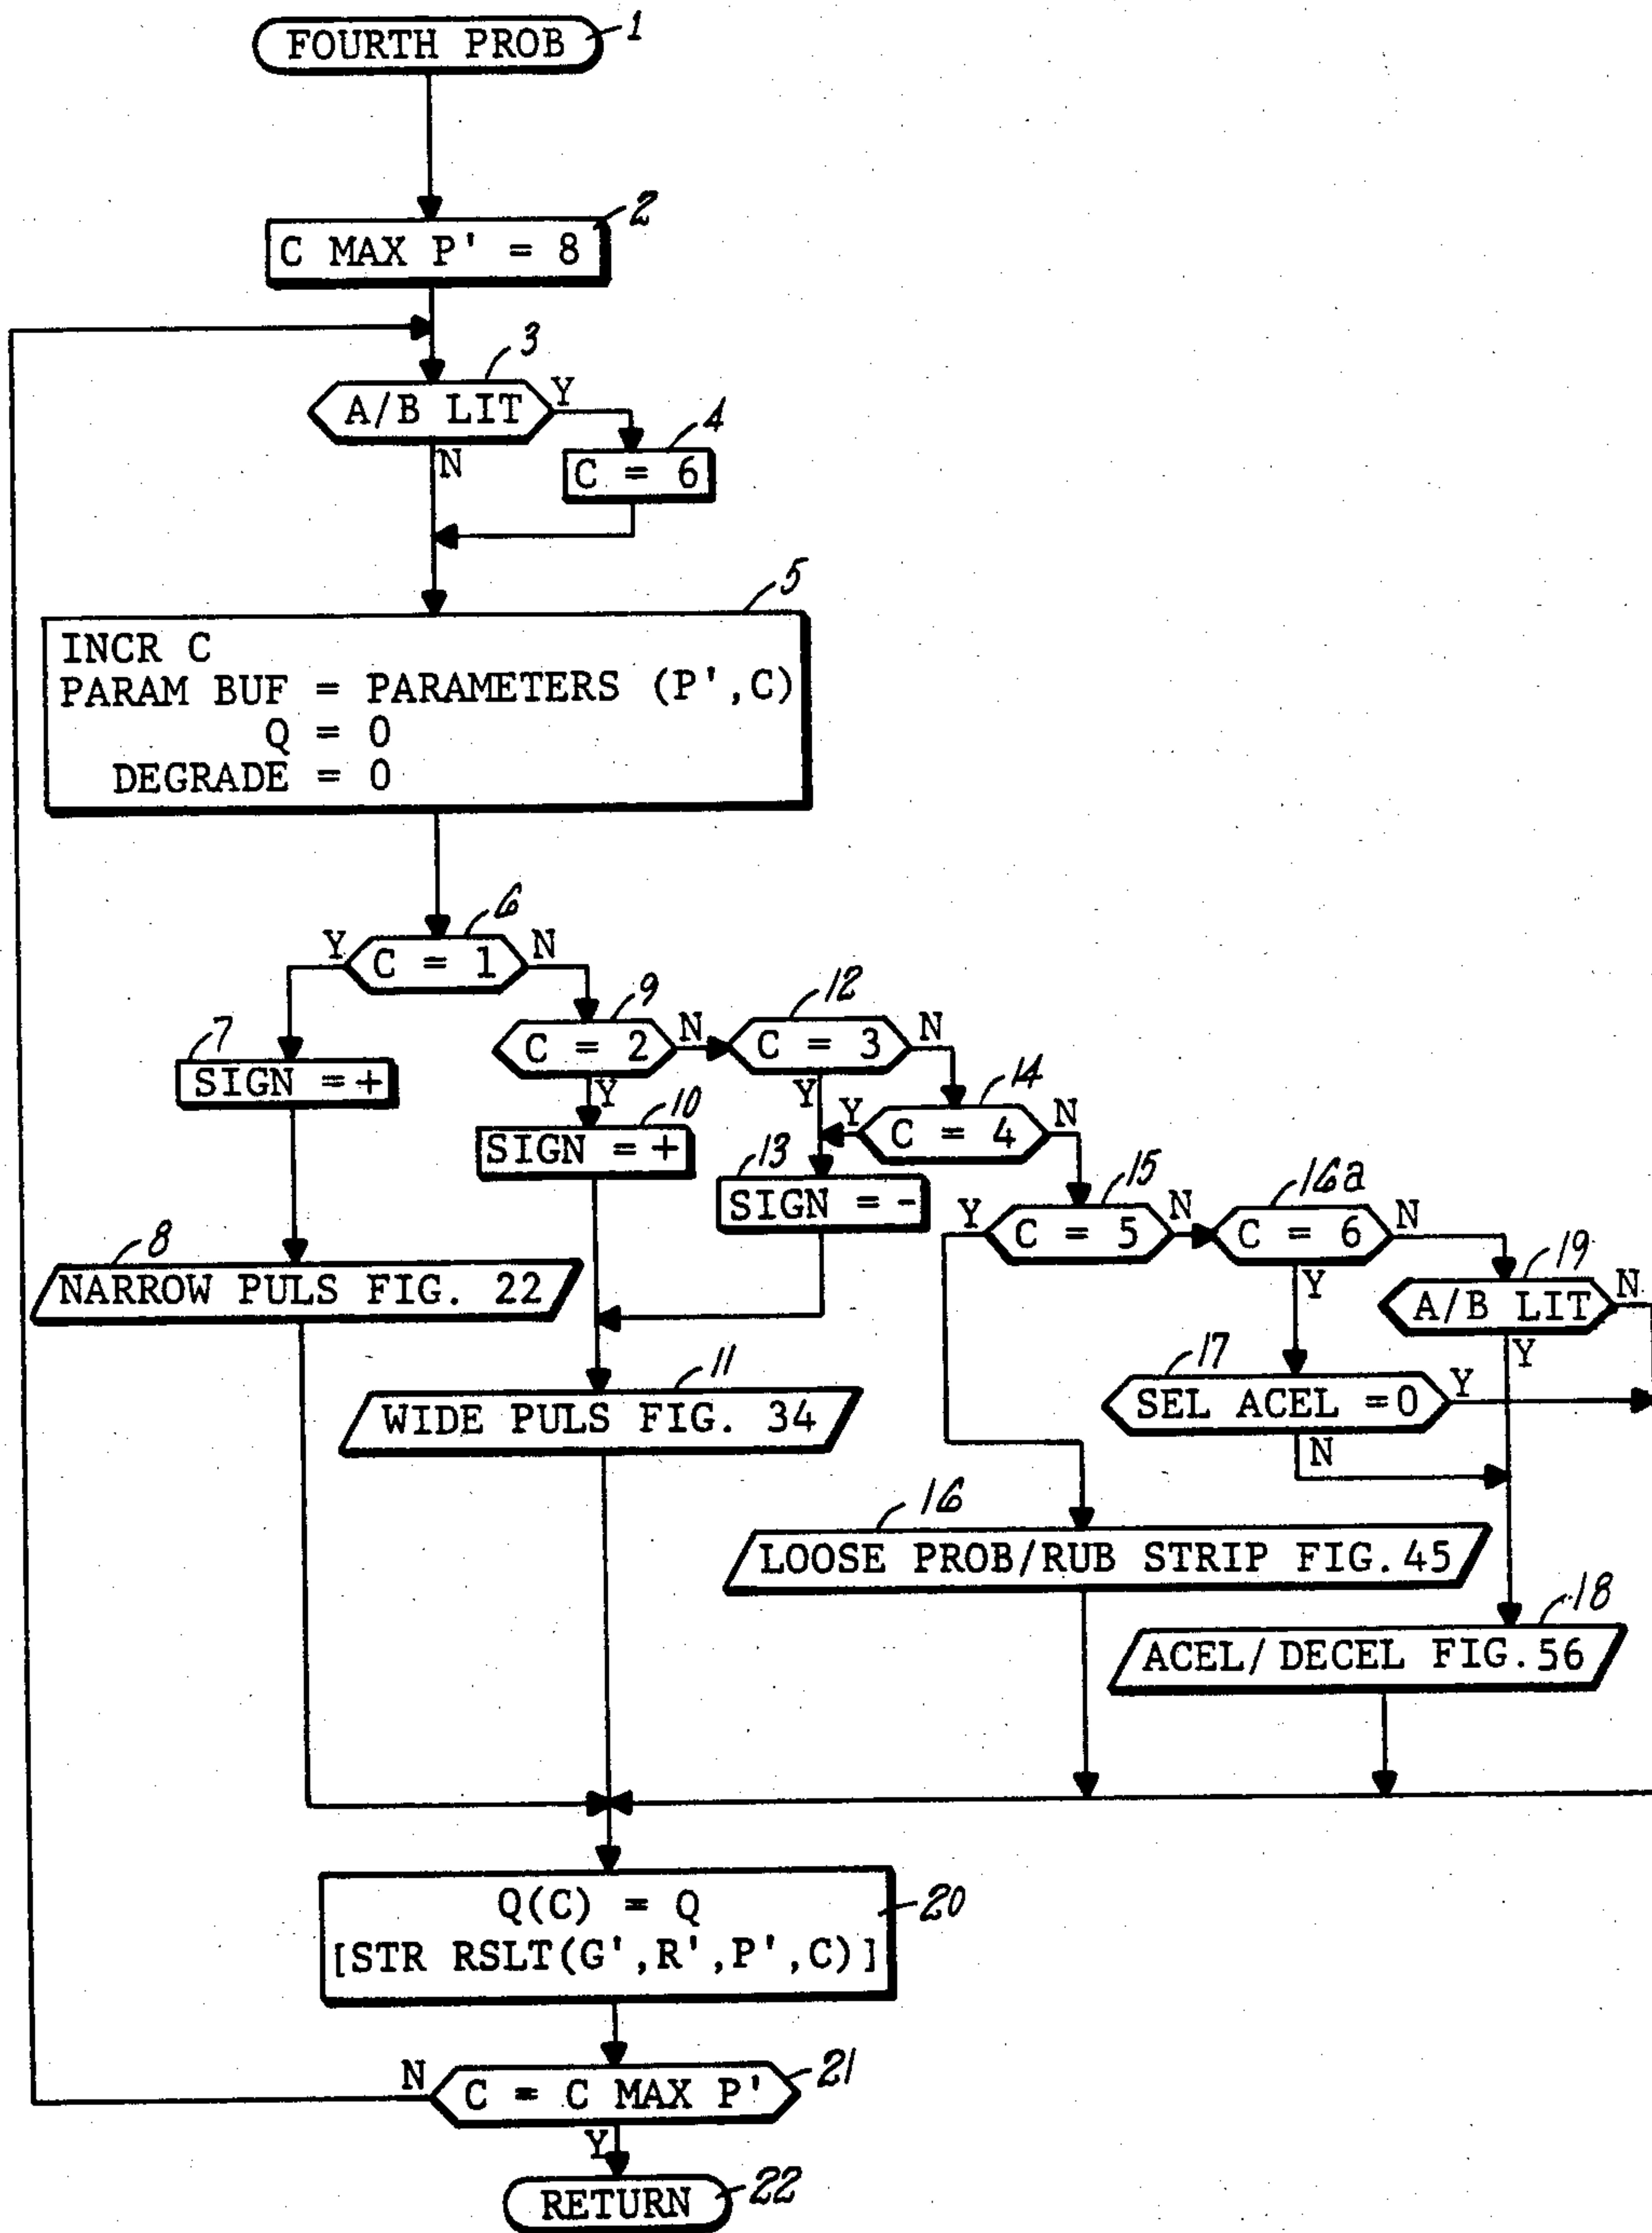 FOURTH PROB
1
C MAX P' = 8
2
A/B LIT
3
Y
N
C = 6
4
5
INCR C
PARAM BUF = PARAMETERS (P',C)
Q = 0
DEGRADE = 0
6
Y
C = 1
N
7
SIGN = +
9
C = 2
N
Y
12
C = 3
N
Y
10
SIGN = +
14
Y
C = 4
N
13
SIGN = -
15
Y
C = 5
N
16a
C = 6
N
Y
19
A/B LIT
N
Y
8
NARROW PULS FIG. 22
11
WIDE PULS FIG. 34
17
SEL ACEL = 0
Y
N
16
LOOSE PROB/RUB STRIP FIG. 45
18
ACEL/DECEL FIG. 56
Q(C) = Q
[STR RSLT(G',R',P',C)]
20
N
C = C MAX P'
21
Y
RETURN
22